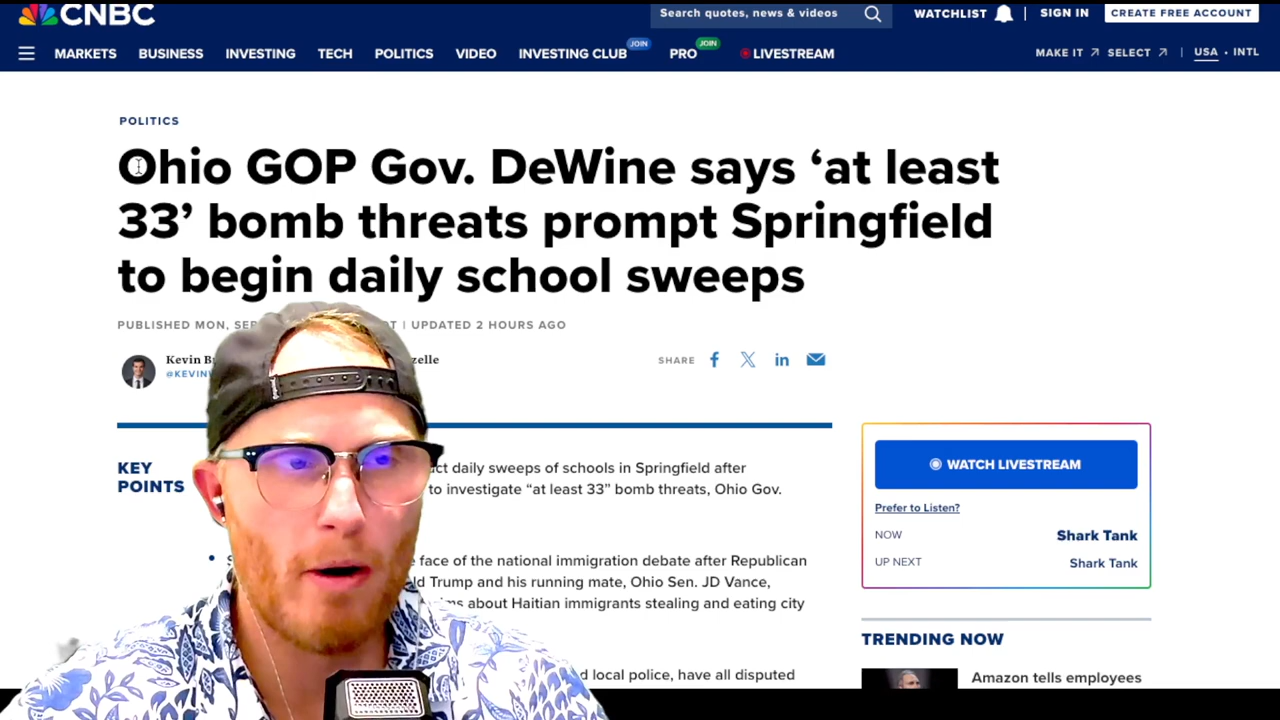 CNBC
Search quotes, news & videos
WATCHLIST
SIGN IN
CREATE FREE ACCOUNT
MARKETS
BUSINESS
INVESTING
TECH
POLITICS
VIDEO
INVESTING CLUB
JOIN
PRO
JOIN
LIVESTREAM
MAKE IT
SELECT
USA • INTL
POLITICS
Ohio GOP Gov. DeWine says ‘at least
33’ bomb threats prompt Springfield
to begin daily school sweeps
PUBLISHED MON, | UPDATED 2 HOURS AGO
Kevin
SHARE
KEY
POINTS
daily sweeps of schools in Springfield after
to investigate “at least 33” bomb threats, Ohio Gov.
face of the national immigration debate after Republican
Trump and his running mate, Ohio Sen. JD Vance,
about Haitian immigrants stealing and eating city
local police, have all disputed
WATCH LIVESTREAM
Prefer to Listen?
NOW
Shark Tank
UP NEXT
Shark Tank
TRENDING NOW
Amazon tells employees